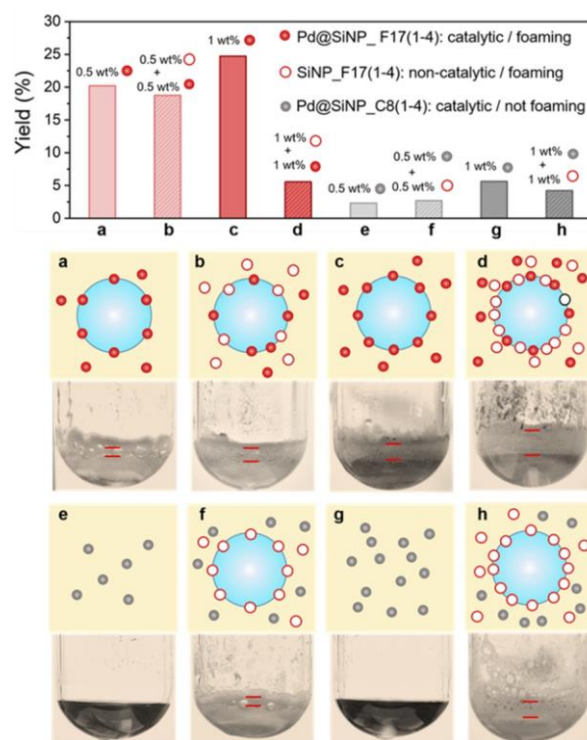 30
25
20
15
10
5
0
Yield (%)
0.5 wt%
0.5 wt%
+
0.5 wt%
1 wt%
1 wt%
+
1 wt%
0.5 wt%
0.5 wt%
+
0.5 wt%
1 wt%
1 wt%
+
1 wt%
Pd@SiNP_ F17(1-4): catalytic / foaming
SiNP_F17(1-4): non-catalytic / foaming
Pd@SiNP_C8(1-4): catalytic / not foaming
a b c d e f g h
a b c d
e f g h